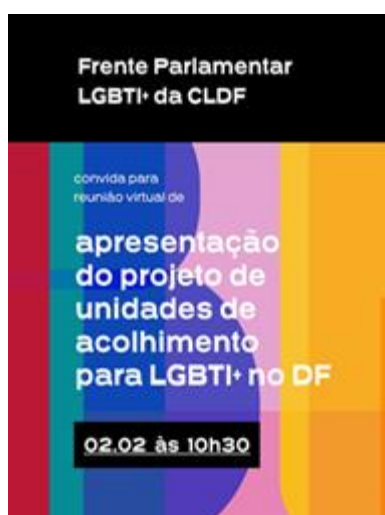 Frente Parlamentar
LGBTI+ da CLDF
convida para
reunião virtual de
apresentação
do projeto de
unidades de
acolhimento
para LGBTI+ no DF
02.02 às 10h30